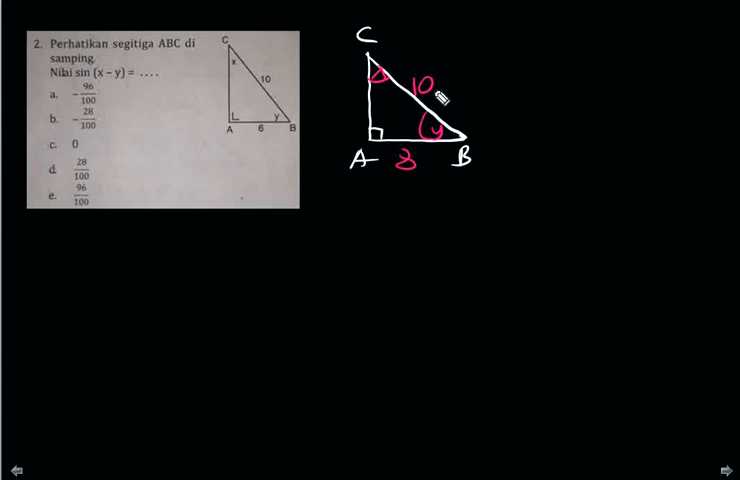 2. Perhatikan segitiga ABC di
samping.
Nilai sin (x – y) = ....
a. - 96/100
b. - 28/100
c. 0
d. 28/100
e. 96/100
C
x
10
y
A 6 B
C
10
y
A 8 B